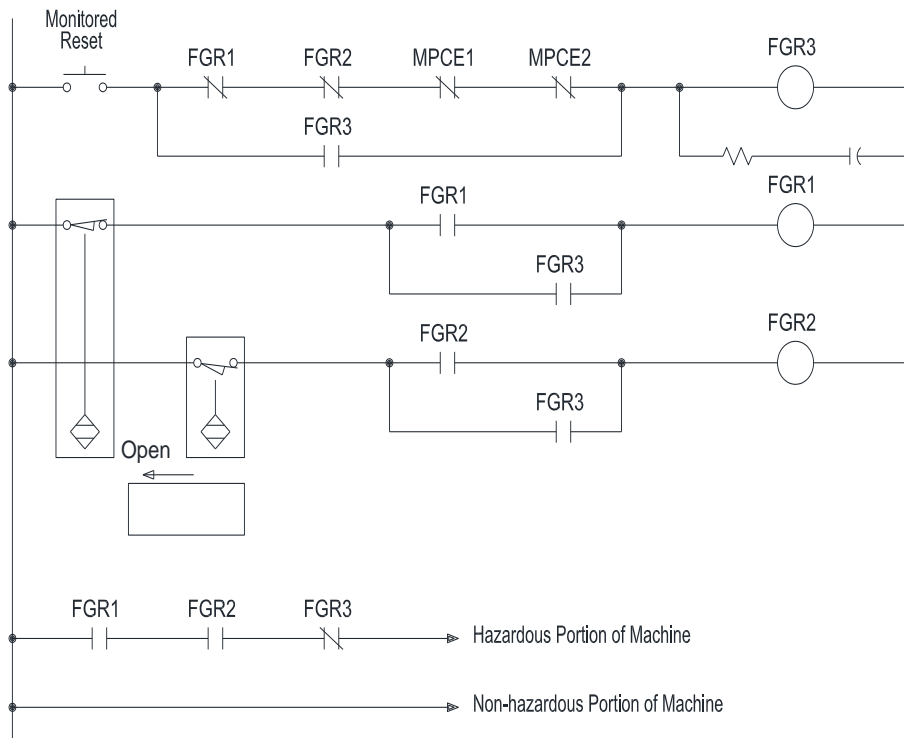 Monitored
Reset
FGR1 FGR2 MPCE1 MPCE2 FGR3
FGR3
FGR1 FGR1
FGR3
FGR2 FGR2
FGR3
Open
FGR1 FGR2 FGR3
Hazardous Portion of Machine
Non-hazardous Portion of Machine